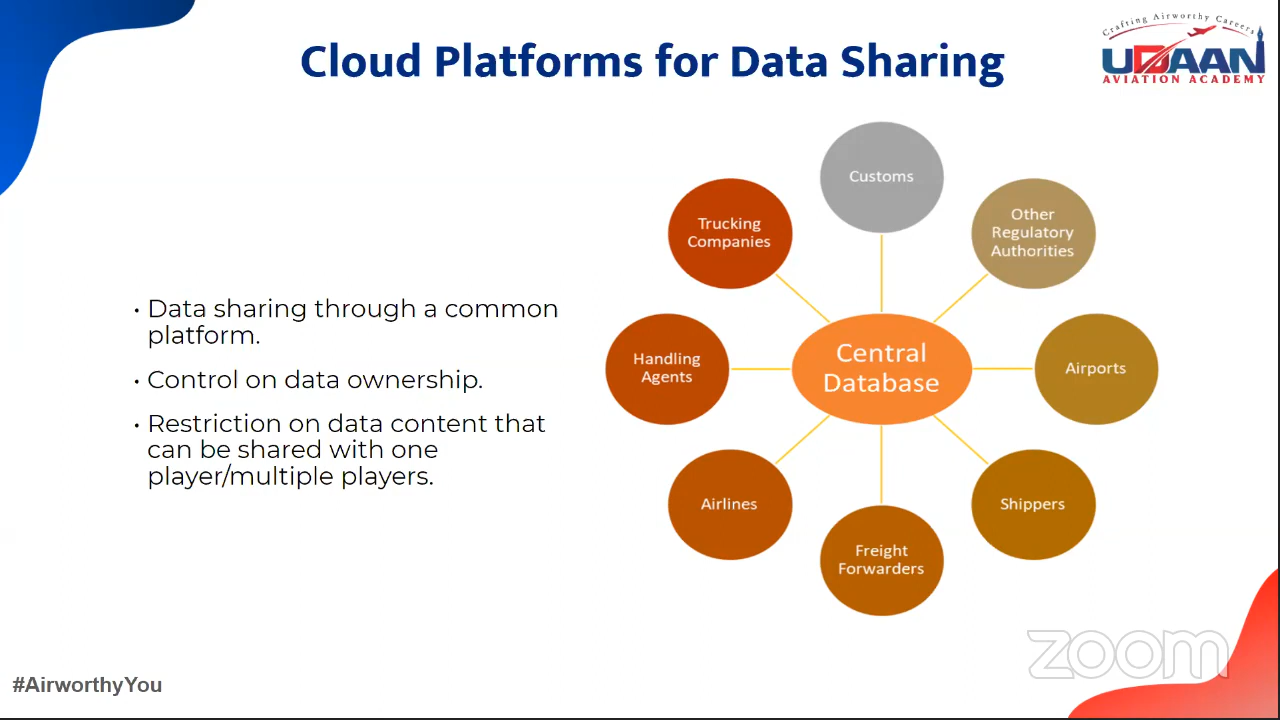 Crafting Airworthy Careers
UDAAN
AVIATION ACADEMY
Cloud Platforms for Data Sharing
• Data sharing through a common
platform.
• Control on data ownership.
• Restriction on data content that
can be shared with one
player/multiple players.
Customs
Other
Regulatory
Authorities
Airports
Shippers
Freight
Forwarders
Airlines
Handling
Agents
Trucking
Companies
Central
Database
#AirworthyYou
zoom